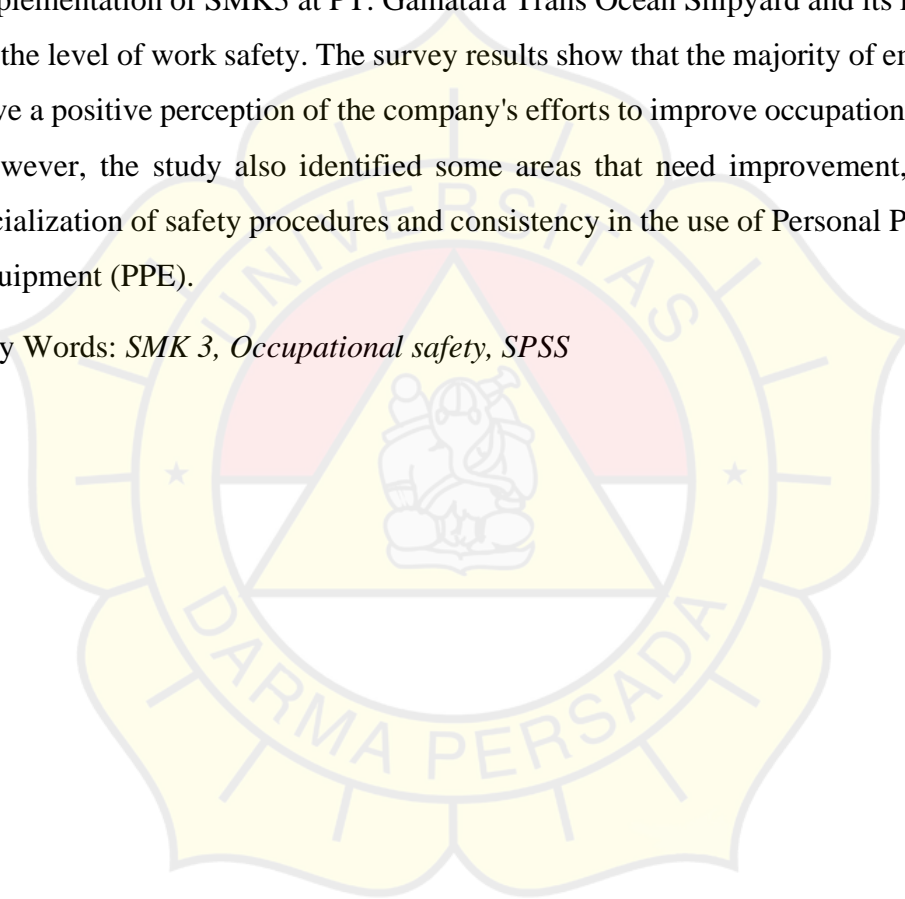 plementation of SMK3 at PT. Gamatara Trans Ocean Shipyard and its
the level of work safety. The survey results show that the majority of
ve a positive perception of the company's efforts to improve
wever, the study also identified some areas that need improvement,
cialization of safety procedures and consistency in the use of Personal
uipment (PPE).
y Words: SMK 3, Occupational safety, SPSS
UNIVERSITAS
DARMA PERSADA